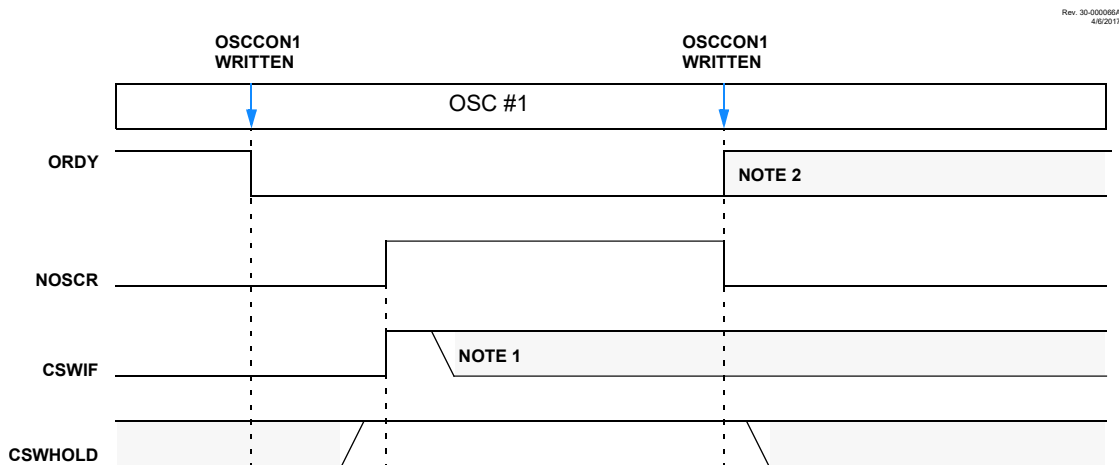 Rev. 30-000066A
4/6/2017
OSCCON1
WRITTEN
OSCCON1
WRITTEN
OSC #1
ORDY
NOTE 2
NOSCR
NOTE 1
CSWIF
CSWHOLD